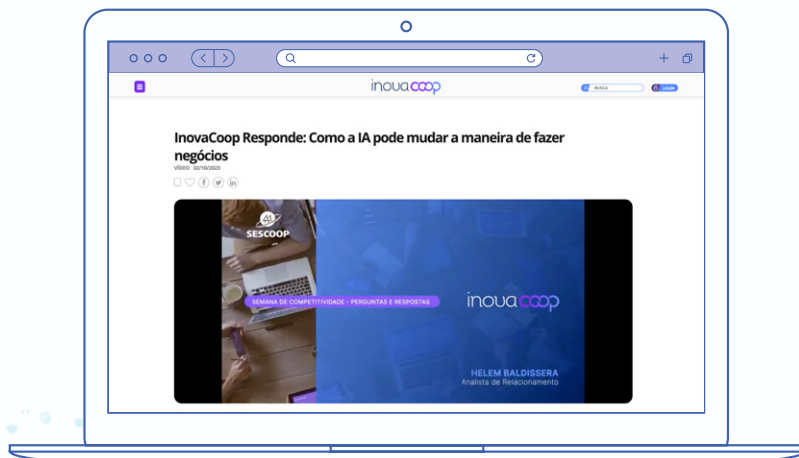 inovacoop
BUSCA
LOGIN
InovaCoop Responde: Como a IA pode mudar a maneira de fazer
negócios
VÍDEO 02/10/2023
SESCOOP
SEMANA DE COMPETITIVIDADE - PERGUNTAS E RESPOSTAS
inovacoop
HELEM BALDISSERA
Analista de Relacionamento